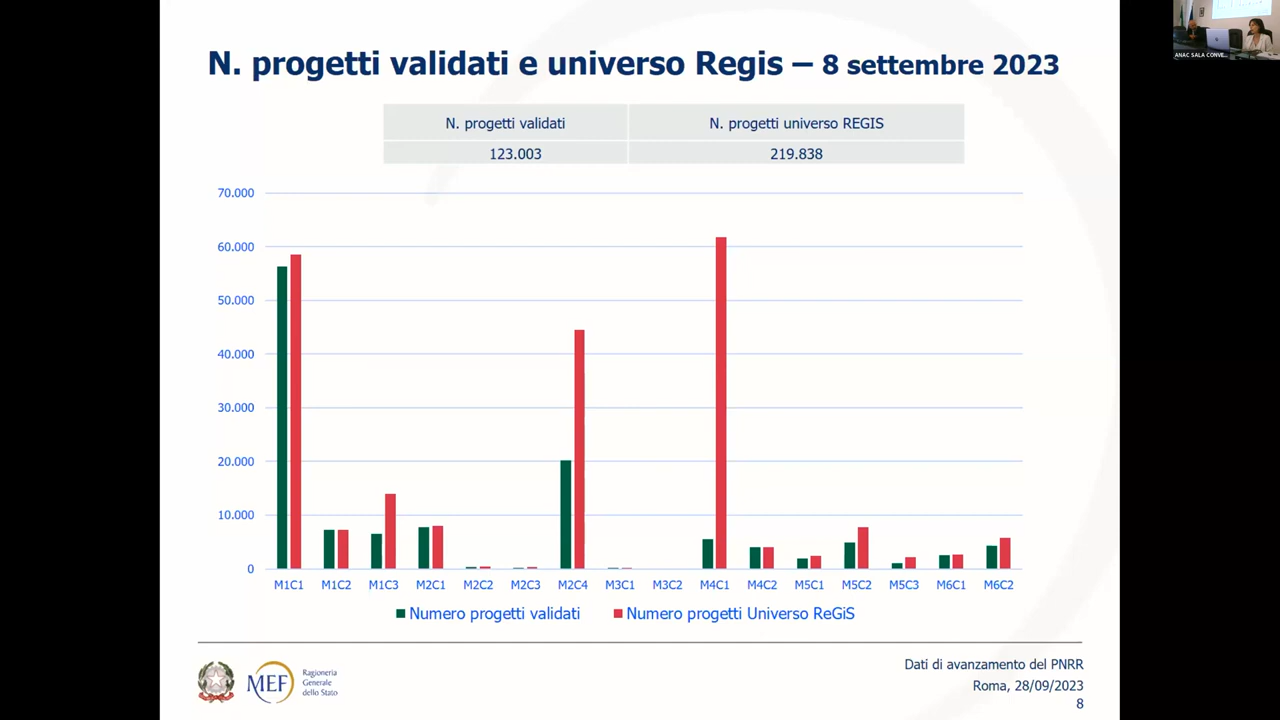 N. progetti validati e universo Regis – 8 settembre 2023
N. progetti validati N. progetti universo REGIS
123.003 219.838
70.000
60.000
50.000
40.000
30.000
20.000
10.000
0
M1C1 M1C2 M1C3 M2C1 M2C2 M2C3 M2C4 M3C1 M3C2 M4C1 M4C2 M5C1 M5C2 M5C3 M6C1 M6C2
Numero progetti validati Numero progetti Universo ReGiS
MEF
Ragioneria
Generale
dello Stato
Dati di avanzamento del PNRR
Roma, 28/09/2023
8
ANAC SALA CONVE...